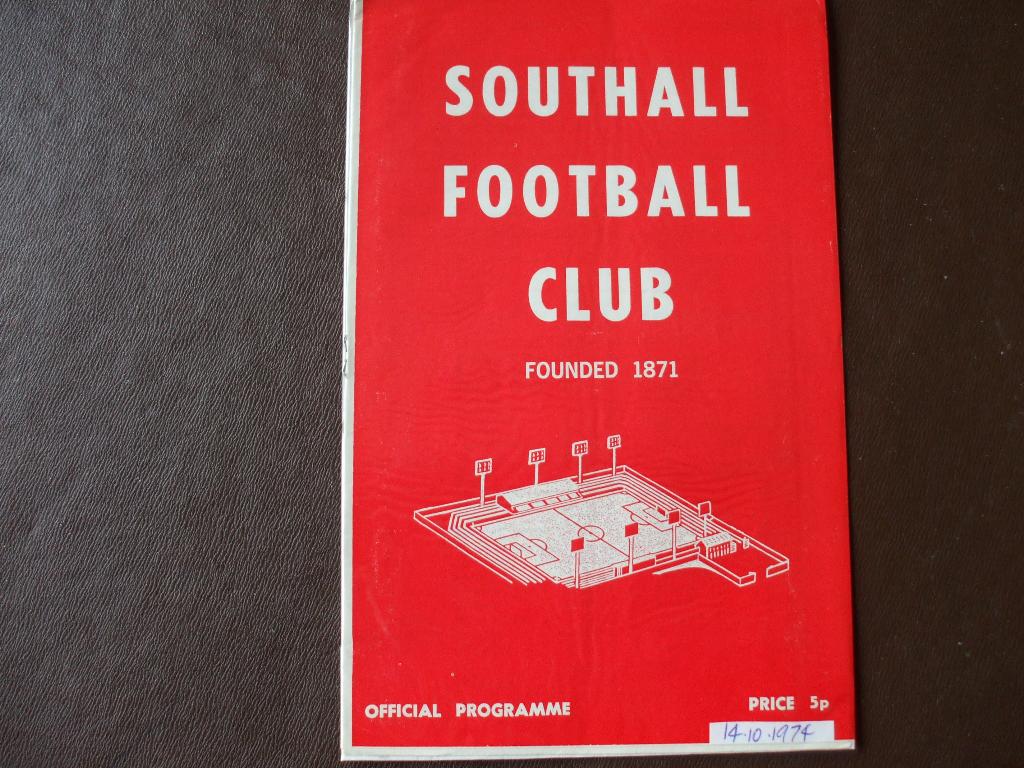 SOUTHALL
FOOTBALL
CLUB
FOUNDED 1871
OFFICIAL PROGRAMME
PRICE 5p
14.10.1974